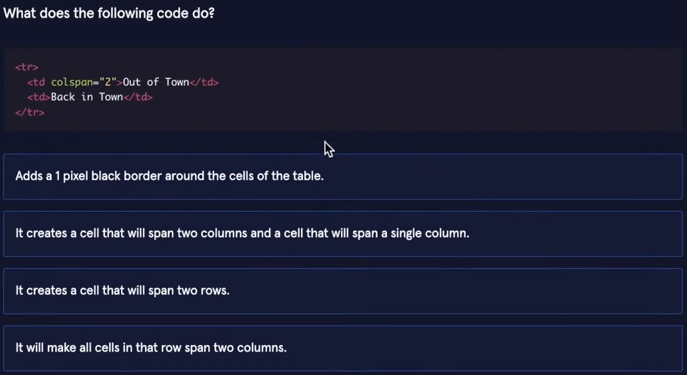 What does the following code do?
<tr>
<td colspan="2">Out of Town</td>
<td>Back in Town</td>
</tr>
Adds a 1 pixel black border around the cells of the table.
It creates a cell that will span two columns and a cell that will span a single column.
It creates a cell that will span two rows.
It will make all cells in that row span two columns.